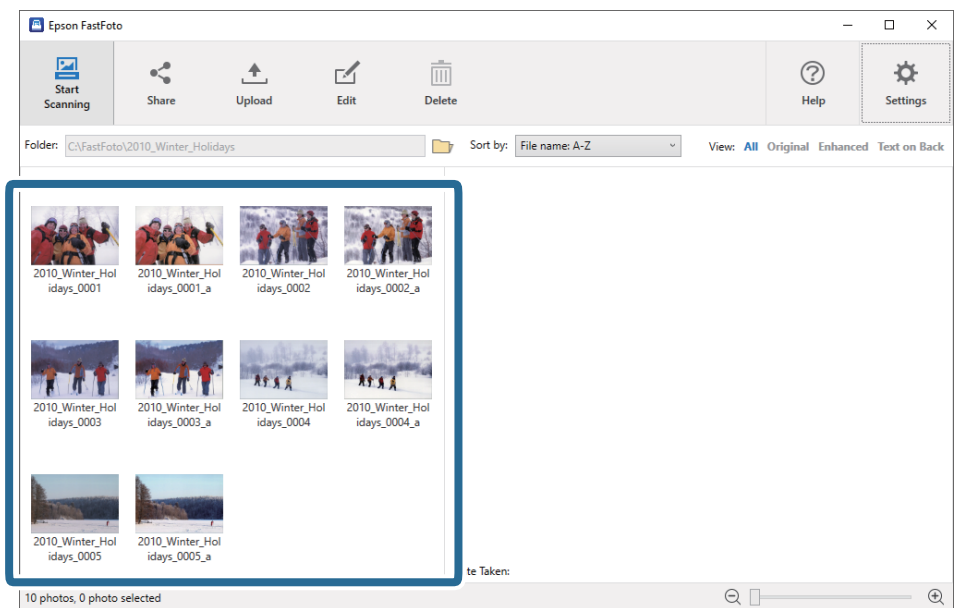 Epson FastFoto
Start
Scanning
Share
Upload
Edit
Delete
Help
Settings
Folder: C:\FastFoto\2010_Winter_Holidays
Sort by: File name: A-Z
View: All Original Enhanced Text on Back
2010_Winter_Hol
idays_0001
2010_Winter_Hol
idays_0001_a
2010_Winter_Hol
idays_0002
2010_Winter_Hol
idays_0002_a
2010_Winter_Hol
idays_0003
2010_Winter_Hol
idays_0003_a
2010_Winter_Hol
idays_0004
2010_Winter_Hol
idays_0004_a
2010_Winter_Hol
idays_0005
2010_Winter_Hol
idays_0005_a
te Taken:
10 photos, 0 photo selected